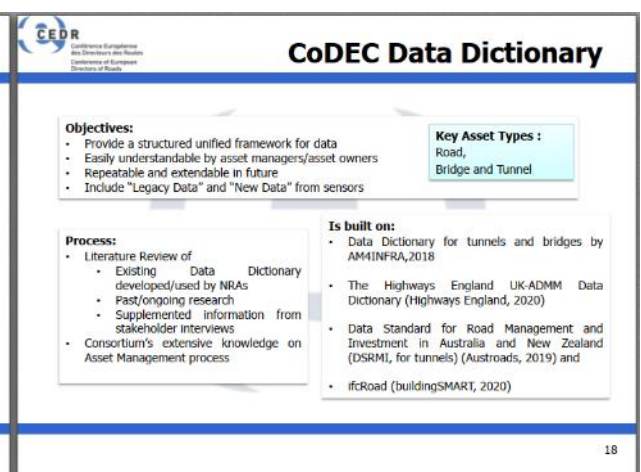 CEDR
Conférence Européenne
des Directeurs des Routes
Conference of European
Directors of Roads
CoDEC Data Dictionary
Objectives:
• Provide a structured unified framework for data
• Easily understandable by asset managers/asset owners
• Repeatable and extendable in future
• Include "Legacy Data" and "New Data" from sensors
Key Asset Types :
Road,
Bridge and Tunnel
Process:
• Literature Review of
• Existing Data Dictionary
developed/used by NRAs
• Past/ongoing research
• Supplemented information from
stakeholder interviews
• Consortium's extensive knowledge on
Asset Management process
Is built on:
• Data Dictionary for tunnels and bridges by
AM4INFRA,2018
• The Highways England UK-ADMM Data
Dictionary (Highways England, 2020)
• Data Standard for Road Management and
Investment in Australia and New Zealand
(DSRMI, for tunnels) (Austroads, 2019) and
• ifcRoad (buildingSMART, 2020)
18